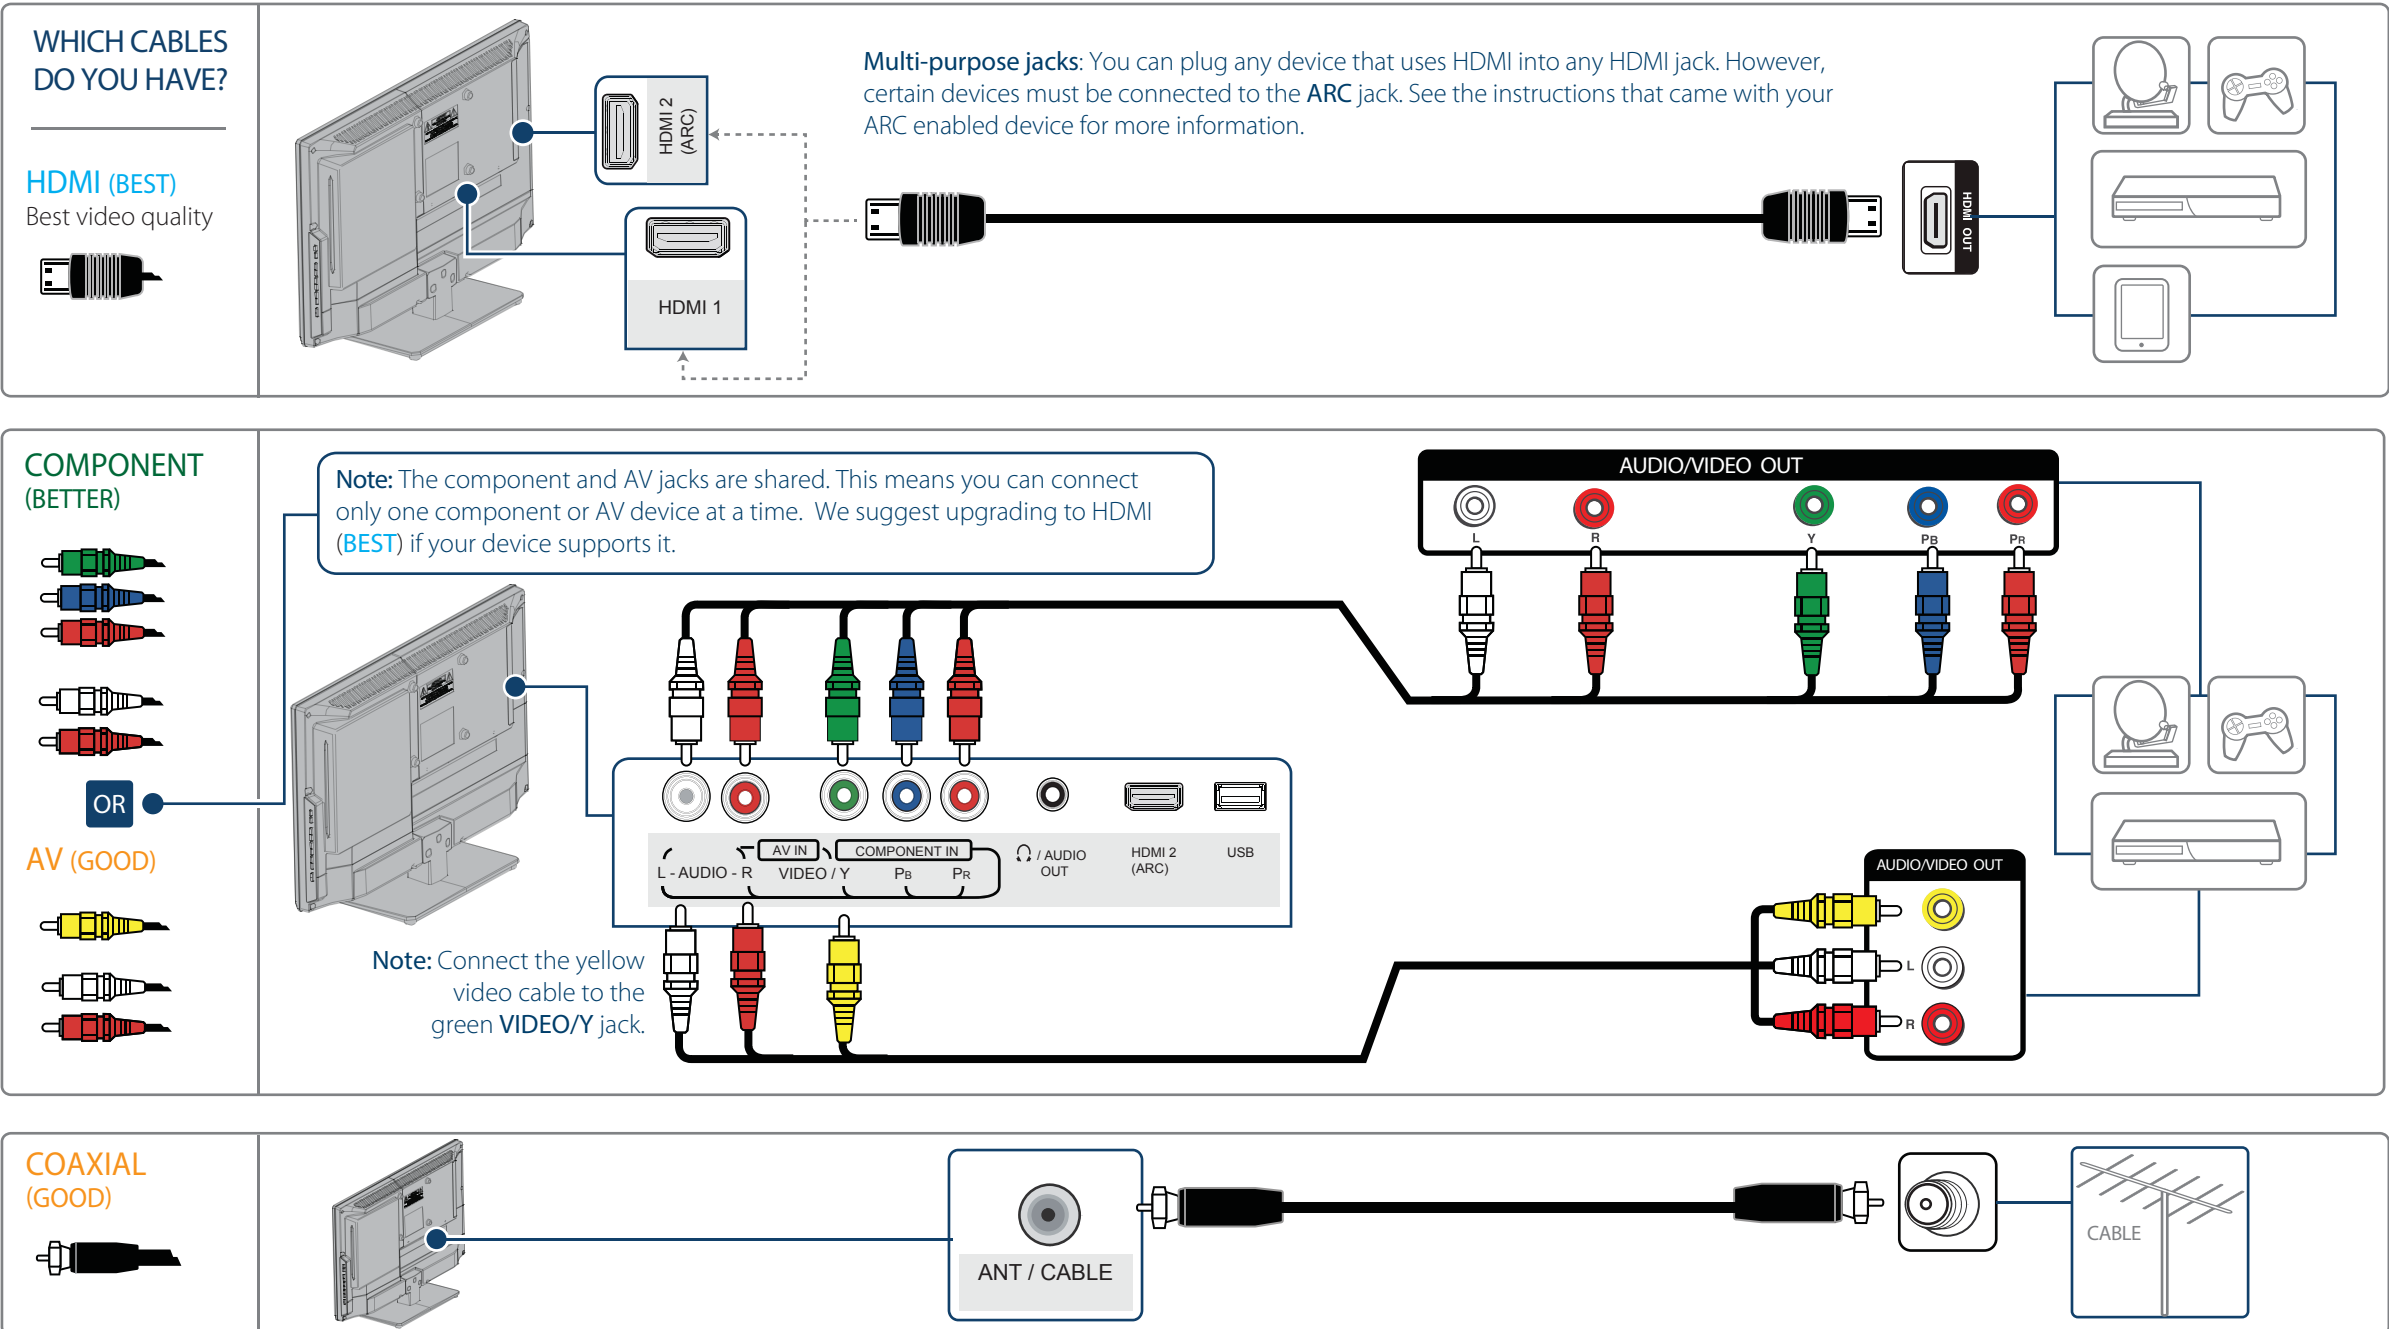 WHICH CABLES
DO YOU HAVE?
HDMI (BEST)
Best video quality
HDMI 2
(ARC)
HDMI 1
Multi-purpose jacks: You can plug any device that uses HDMI into any HDMI jack. However,
certain devices must be connected to the ARC jack. See the instructions that came with your
ARC enabled device for more information.
HDMI OUT
COMPONENT
(BETTER)
OR
AV (GOOD)
Note: The component and AV jacks are shared. This means you can connect
only one component or AV device at a time.  We suggest upgrading to HDMI
(BEST) if your device supports it.
AUDIO/VIDEO OUT
L R Y PB PR
AV IN COMPONENT IN
L - AUDIO - R VIDEO / Y PB PR
/ AUDIO
OUT
HDMI 2
(ARC)
USB
Note: Connect the yellow
video cable to the
green VIDEO/Y jack.
AUDIO/VIDEO OUT
L
R
COAXIAL
(GOOD)
ANT / CABLE
CABLE